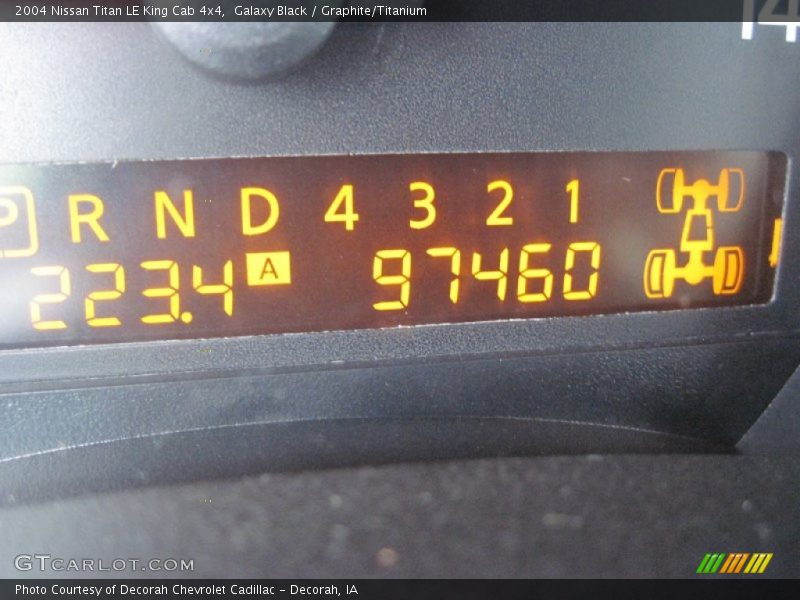 2004 Nissan Titan LE King Cab 4x4, Galaxy Black / Graphite/Titanium
14
P R N D 4 3 2 1
223.4 A 97460
GTCARLOT.COM
Photo Courtesy of Decorah Chevrolet Cadillac - Decorah, IA